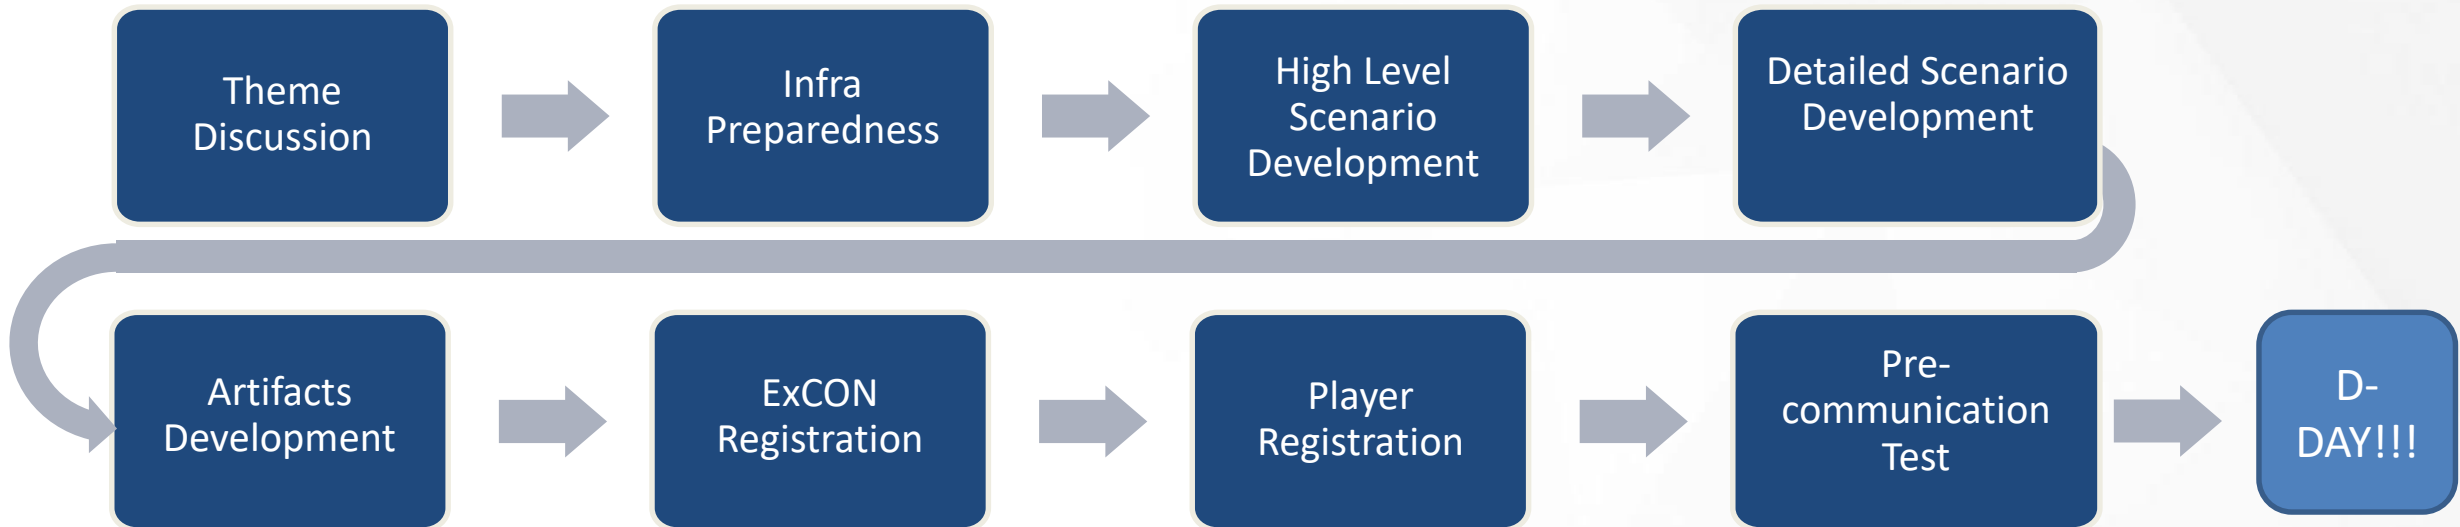 Theme
Discussion
Infra
Preparedness
High Level
Scenario
Development
Detailed Scenario
Development
Artifacts
Development
ExCON
Registration
Player
Registration
Pre-
communication
Test
D-
DAY!!!